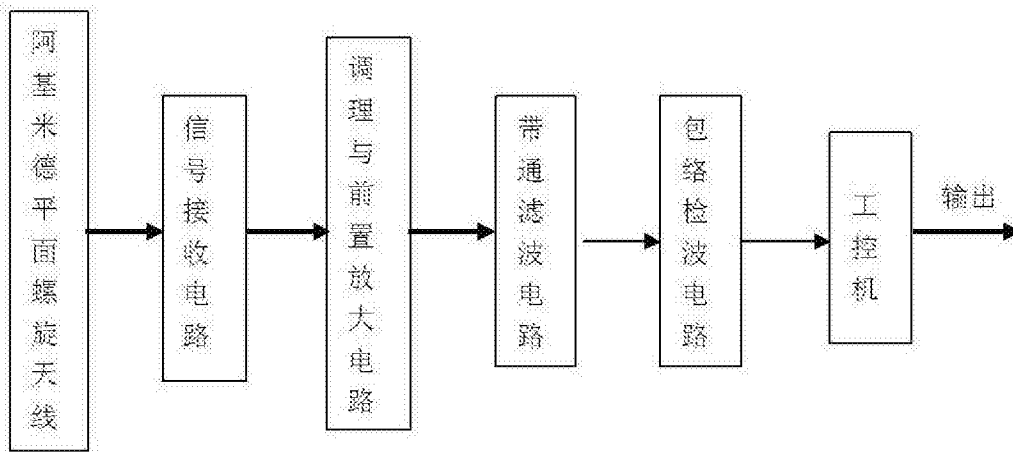 阿基米德平面螺旋天线
信号接收电路
调理与前置放大电路
带通滤波电路
包络检波电路
工控机
输出